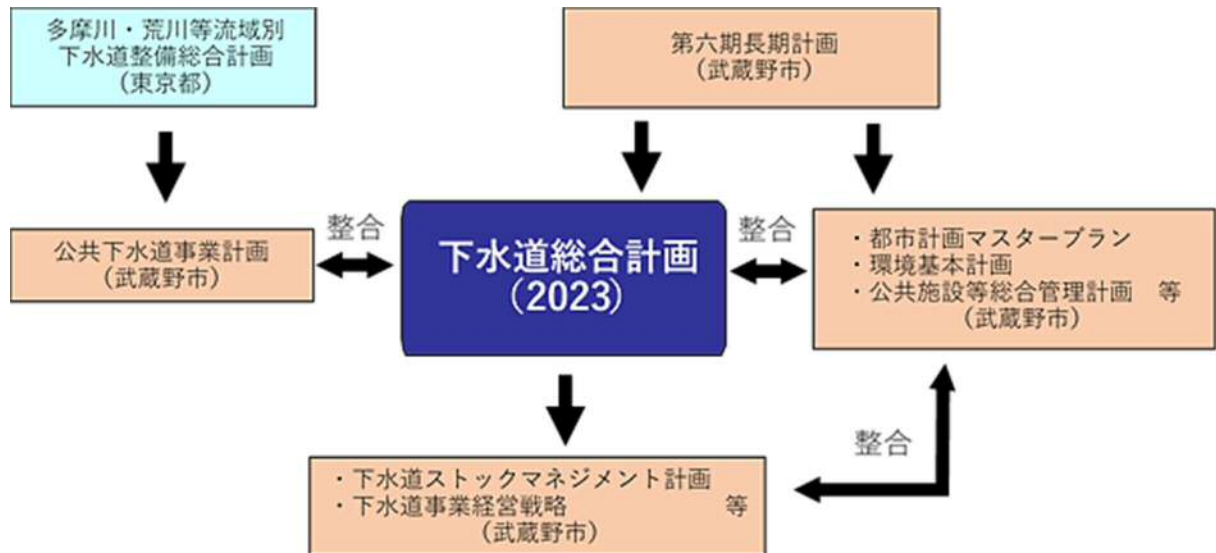 多摩川・荒川等流域別
下水道整備総合計画
(東京都)
第六期長期計画
(武蔵野市)
公共下水道事業計画
(武蔵野市)
整合
下水道総合計画
(2023)
整合
・都市計画マスタープラン
・環境基本計画
・公共施設等総合管理計画 等
(武蔵野市)
整合
・下水道ストックマネジメント計画
・下水道事業経営戦略 等
(武蔵野市)